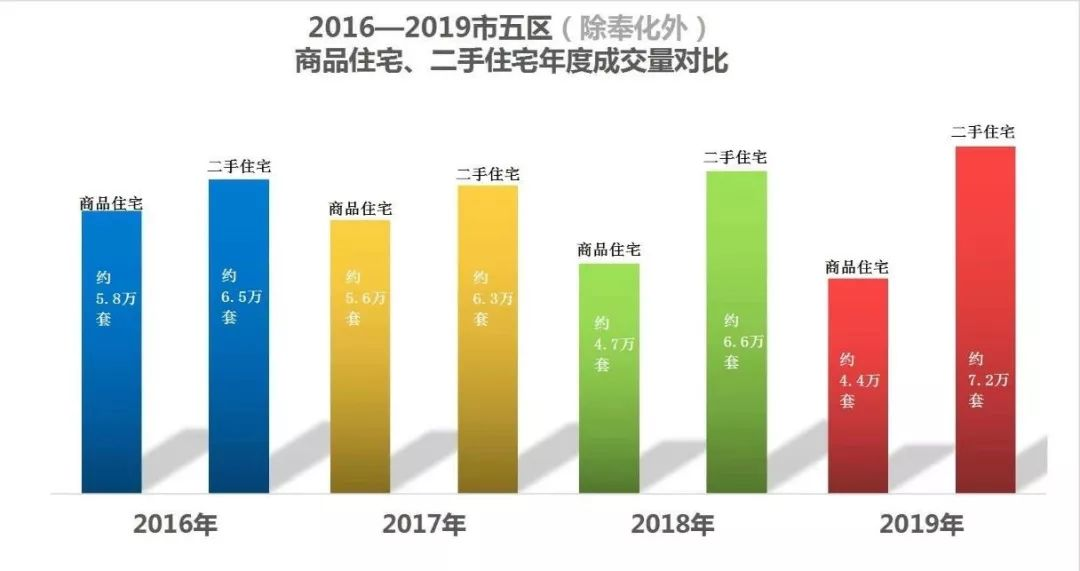 2016—2019市五区（除奉化外）
商品住宅、二手住宅年度成交量对比
商品住宅
约
5.8万
套
二手住宅
约
6.5万
套
商品住宅
约
5.6万
套
二手住宅
约
6.3万
套
商品住宅
约
4.7万
套
二手住宅
约
6.6万
套
商品住宅
约
4.4万
套
二手住宅
约
7.2万
套
2016年
2017年
2018年
2019年